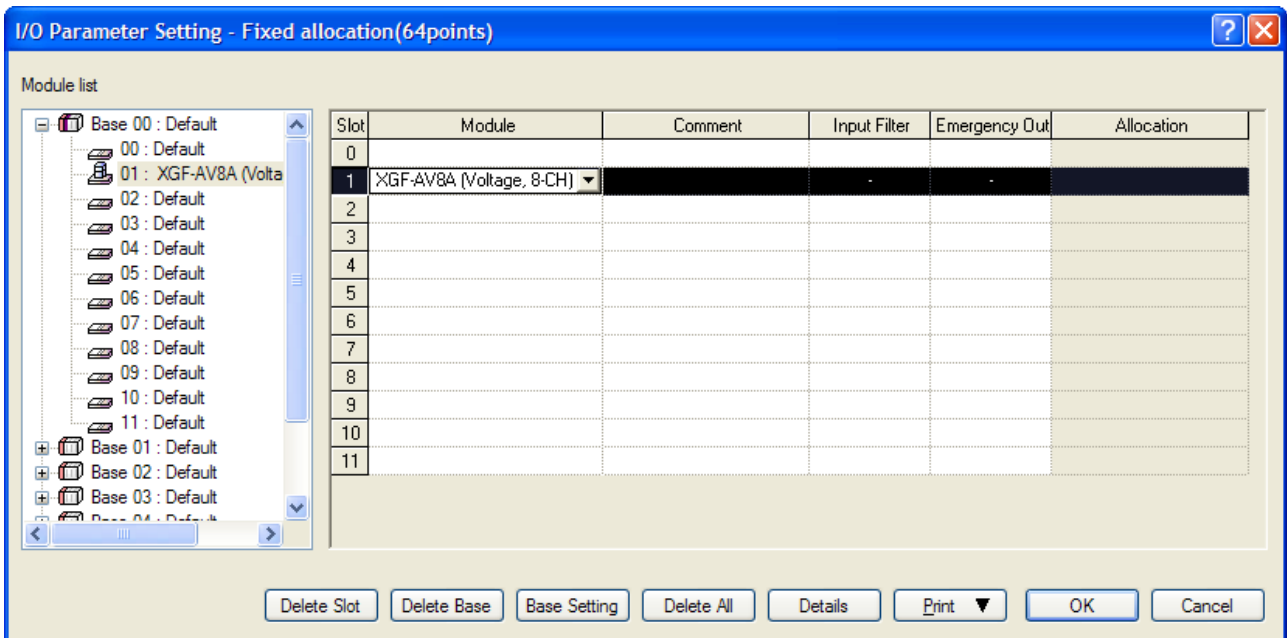 I/O Parameter Setting - Fixed allocation(64points)
Module list
Base 00 : Default
00 : Default
01 : XGF-AV8A (Volta
02 : Default
03 : Default
04 : Default
05 : Default
06 : Default
07 : Default
08 : Default
09 : Default
10 : Default
11 : Default
Base 01 : Default
Base 02 : Default
Base 03 : Default
Base 04 : Default
Slot Module Comment Input Filter Emergency Out Allocation
0
1 XGF-AV8A (Voltage, 8-CH) - -
2
3
4
5
6
7
8
9
10
11
Delete Slot Delete Base Base Setting Delete All Details Print ▼ OK Cancel